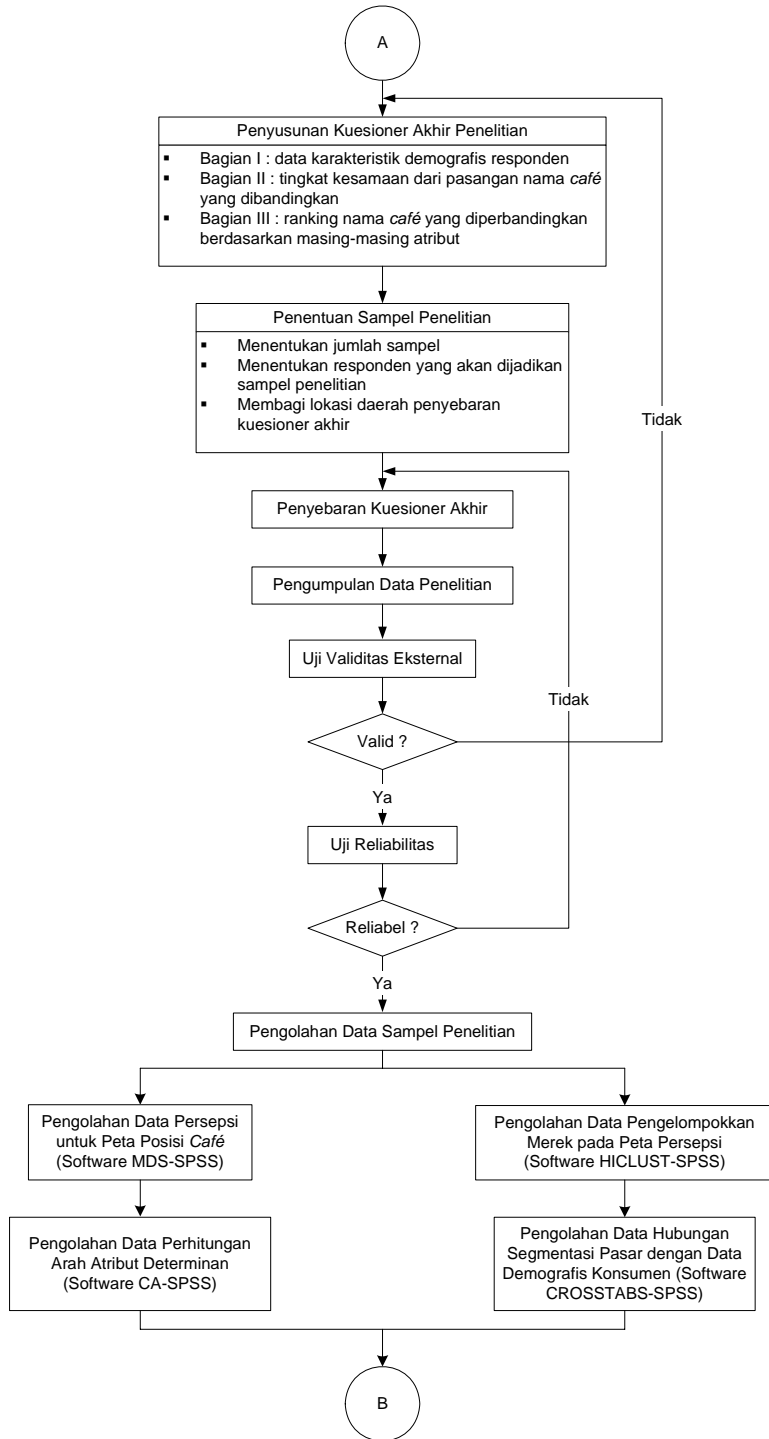 A
Penyusunan Kuesioner Akhir Penelitian
▪ Bagian I : data karakteristik demografis responden
▪ Bagian II : tingkat kesamaan dari pasangan nama café
yang dibandingkan
▪ Bagian III : ranking nama café yang diperbandingkan
berdasarkan masing-masing atribut
Penentuan Sampel Penelitian
▪ Menentukan jumlah sampel
▪ Menentukan responden yang akan dijadikan
sampel penelitian
▪ Membagi lokasi daerah penyebaran
kuesioner akhir
Tidak
Penyebaran Kuesioner Akhir
Pengumpulan Data Penelitian
Uji Validitas Eksternal
Tidak
Valid ?
Ya
Uji Reliabilitas
Reliabel ?
Ya
Pengolahan Data Sampel Penelitian
Pengolahan Data Persepsi
untuk Peta Posisi Café
(Software MDS-SPSS)
Pengolahan Data Pengelompokkan
Merek pada Peta Persepsi
(Software HICLUST-SPSS)
Pengolahan Data Perhitungan
Arah Atribut Determinan
(Software CA-SPSS)
Pengolahan Data Hubungan
Segmentasi Pasar dengan Data
Demografis Konsumen (Software
CROSSTABS-SPSS)
B